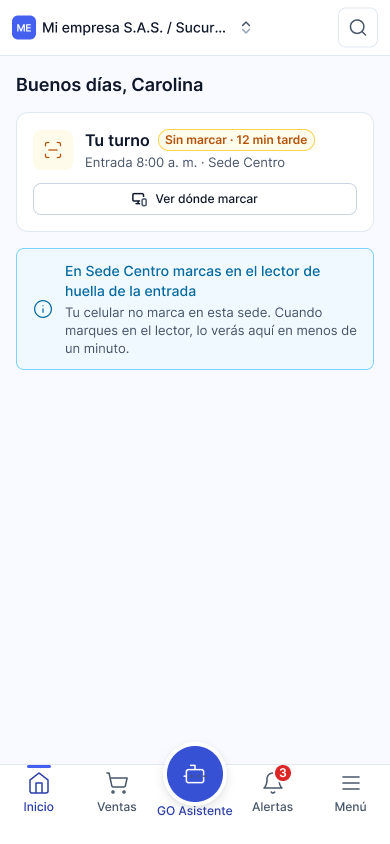 ME Mi empresa S.A.S. / Sucur...
Buenos días, Carolina
Tu turno Sin marcar · 12 min tarde
Entrada 8:00 a. m. · Sede Centro
Ver dónde marcar
En Sede Centro marcas en el lector de
huella de la entrada
Tu celular no marca en esta sede. Cuando
marques en el lector, lo verás aquí en menos de
un minuto.
3
Inicio Ventas GO Asistente Alertas Menú